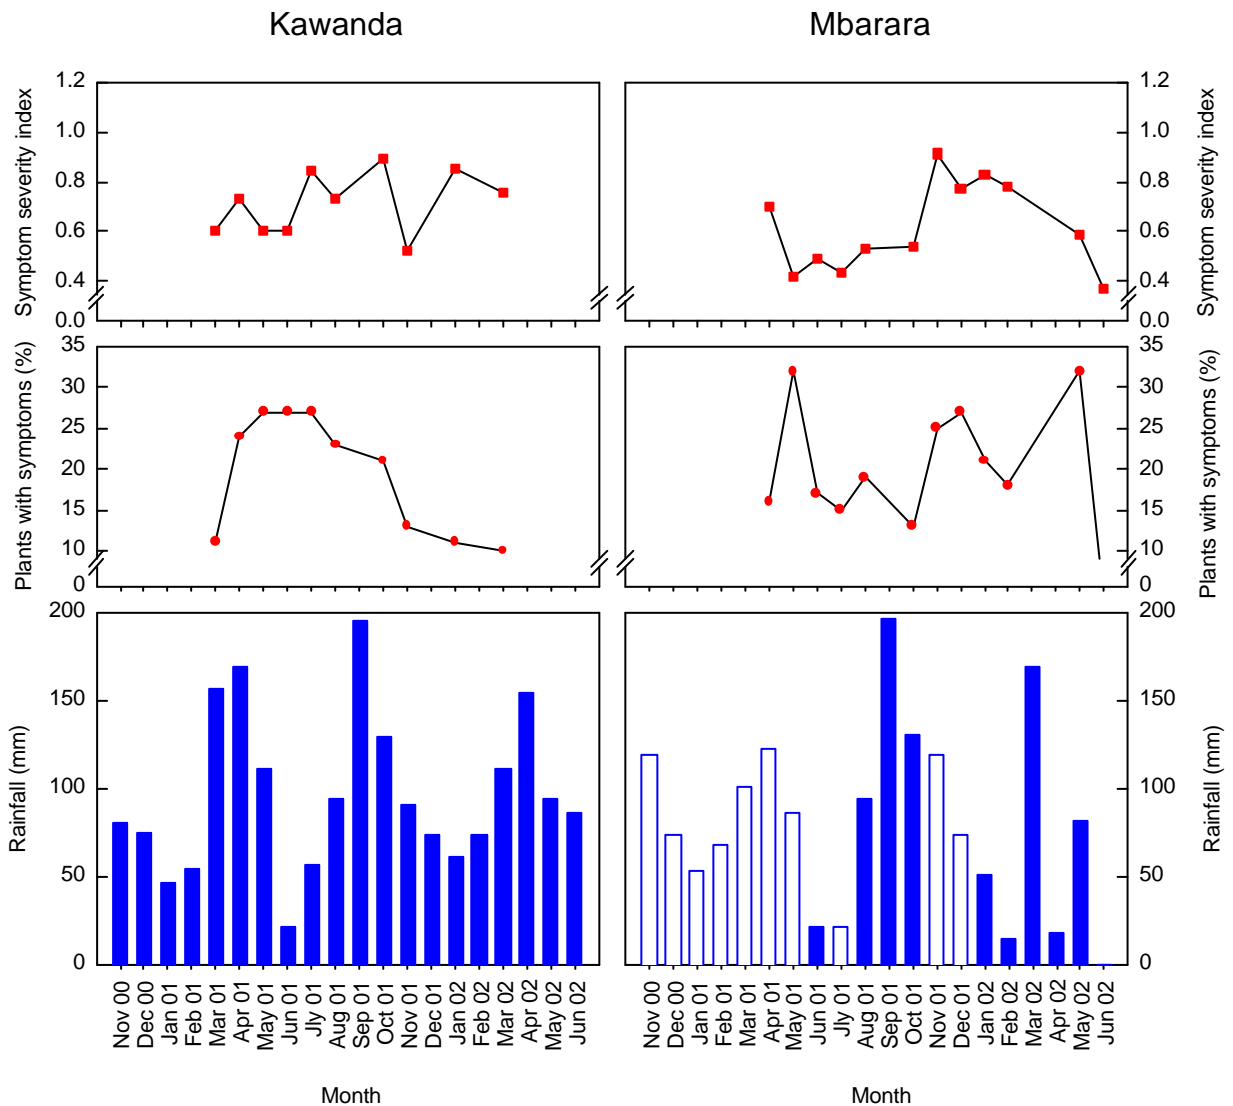 Kawanda Mbarara
Symptom severity index
1.2
1.0
0.8
0.6
0.4
0.0
1.2
1.0
0.8
0.6
0.4
0.0
Symptom severity index
Plants with symptoms (%)
35
30
25
20
15
10
0
35
30
25
20
15
10
0
Plants with symptoms (%)
Rainfall (mm)
200
150
100
50
0
200
150
100
50
0
Rainfall (mm)
Nov 00
Dec 00
Jan 01
Feb 01
Mar 01
Apr 01
May 01
Jun 01
Jly 01
Aug 01
Sep 01
Oct 01
Nov 01
Dec 01
Jan 02
Feb 02
Mar 02
Apr 02
May 02
Jun 02
Nov 00
Dec 00
Jan 01
Feb 01
Mar 01
Apr 01
May 01
Jun 01
Jly 01
Aug 01
Sep 01
Oct 01
Nov 01
Dec 01
Jan 02
Feb 02
Mar 02
Apr 02
May 02
Jun 02
Month Month